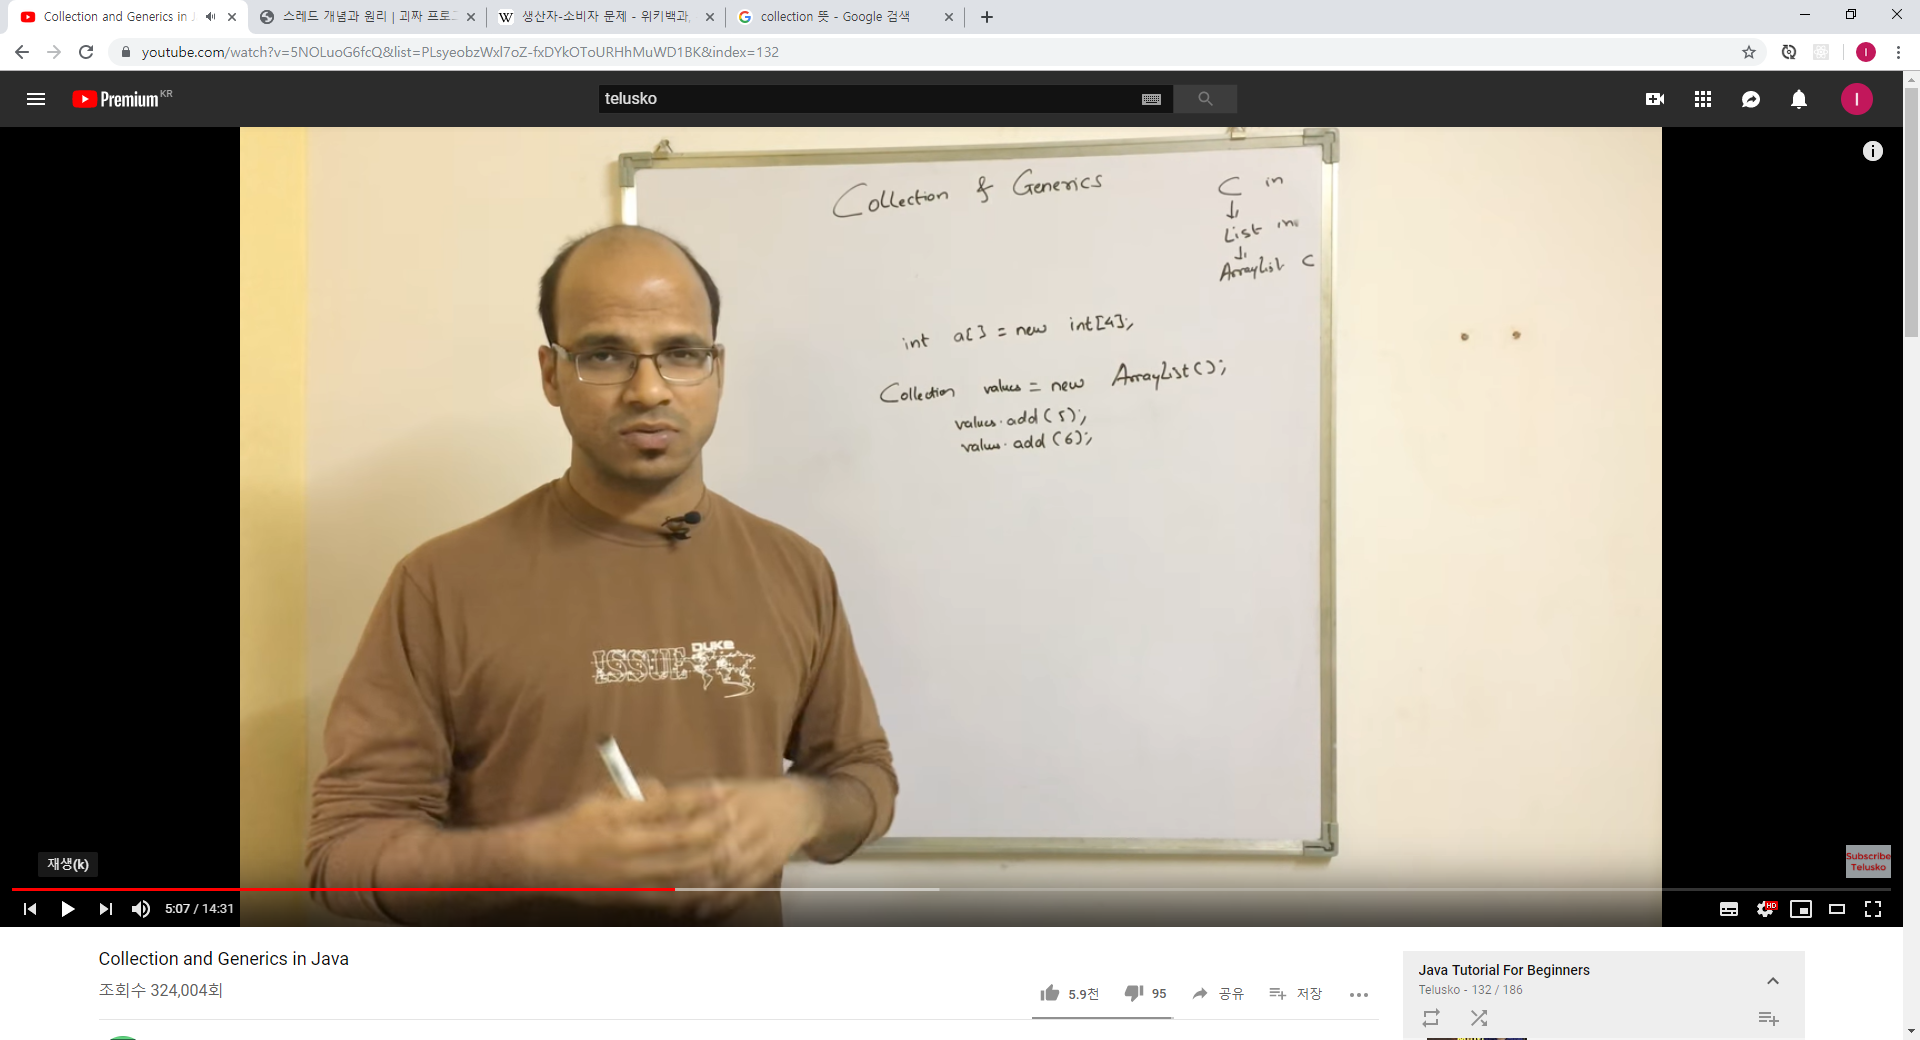 Collection and Generics in J
스레드 개념과 원리 | 괴짜 프로그
생산자-소비자 문제 - 위키백과,
collection 뜻 - Google 검색
youtube.com/watch?v=5NOLuoG6fcQ&list=PLsyeobzWxl7oZ-fxDYkOToURHhMuWD1BK&index=132
I
Premium KR
telusko
I
Collection & Generics
C in
List in
ArrayList C
int a[] = new int[4];
Collection values = new ArrayList();
values.add(5);
values.add(6);
DUKE
ISSUE
재생(k)
Subscribe
Telusko
5:07 / 14:31
HD
Collection and Generics in Java
조회수 324,004회
5.9천
95
공유
저장
Java Tutorial For Beginners
Telusko - 132 / 186